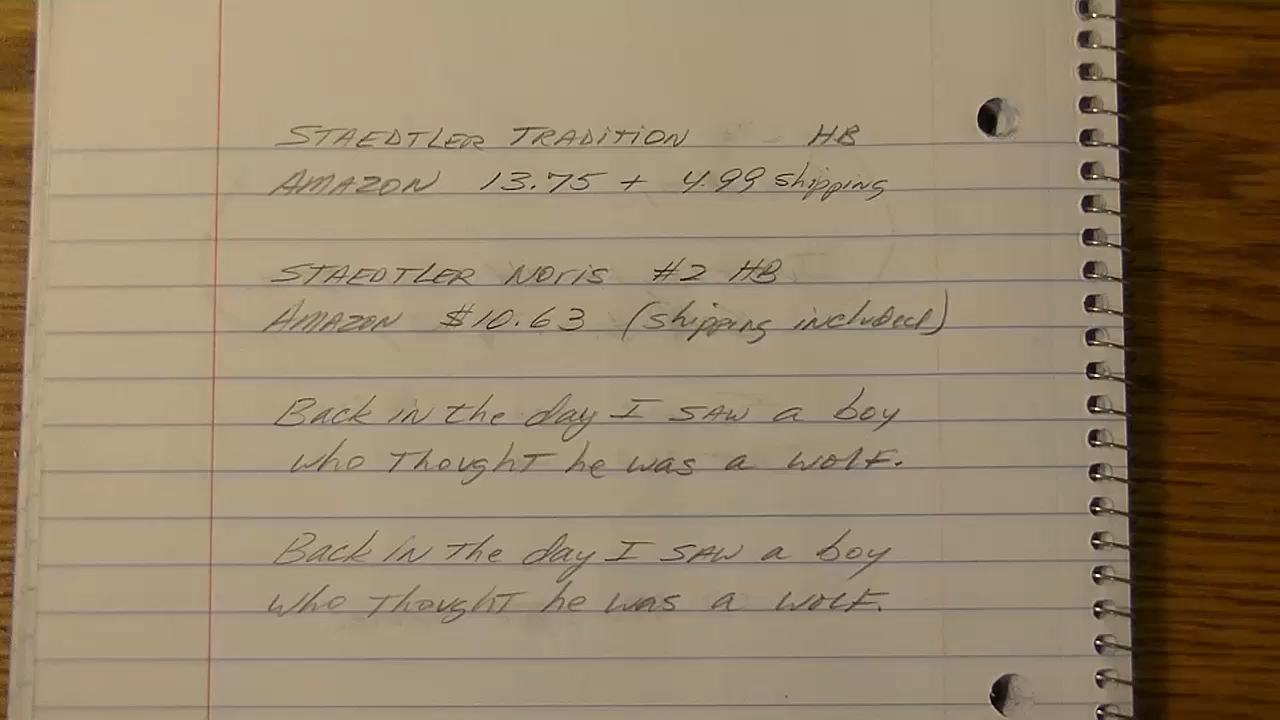 STAEDTLER TRADITION HB
AMAZON 13.75 + 4.99 shipping
STAEDTLER NORIS #2 HB
AMAZON $10.63 (shipping included)
Back in the day I SAW a boy
who thought he was a wolf.
Back in the day I SAW a boy
who thought he was a wolf.